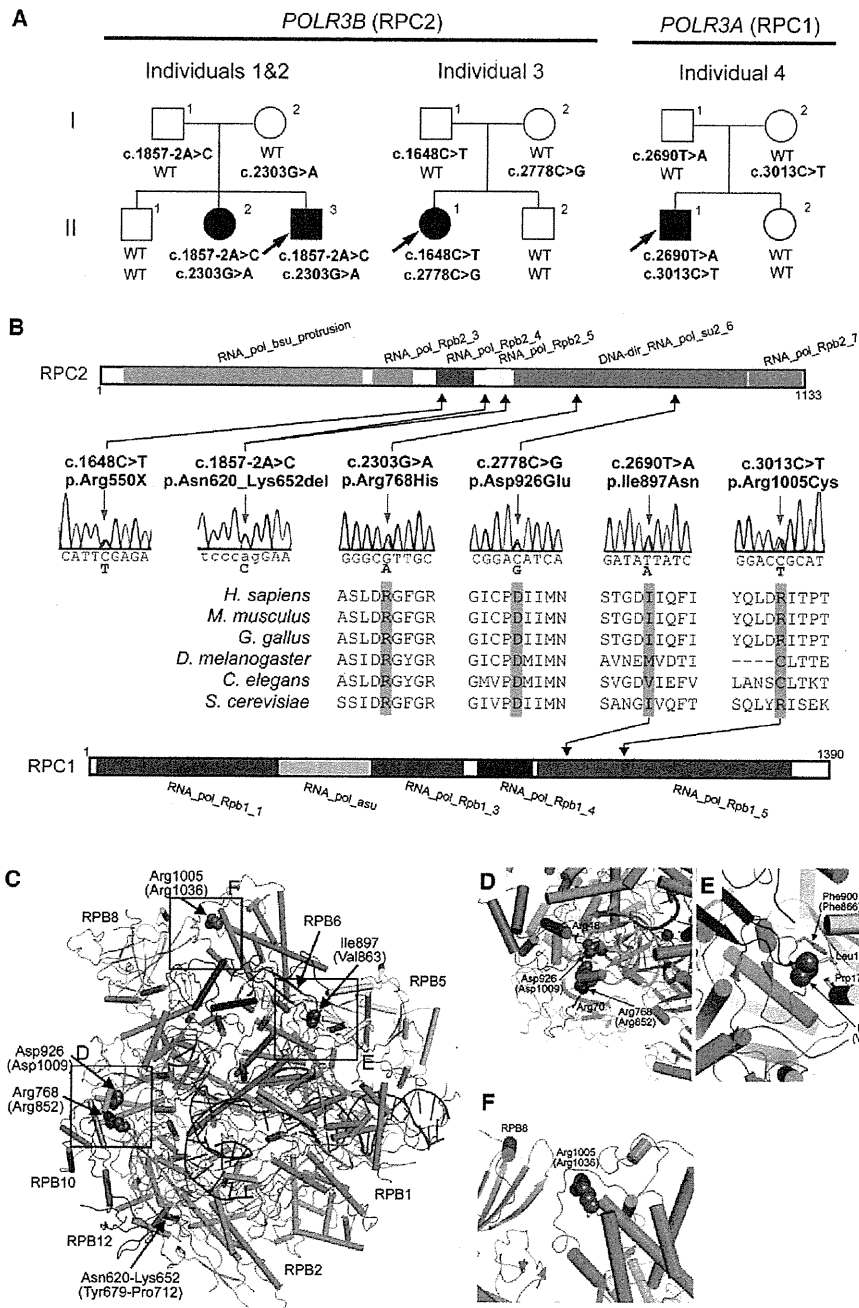 A
POLR3B (RPC2)
POLR3A (RPC1)
Individuals 1&2
Individual 3
Individual 4
I
1
2
1
2
1
2
c.1857-2A>C
WT
c.1648C>T
WT
c.2690T>A
WT
WT
c.2303G>A
WT
c.2778C>G
WT
c.3013C>T
II
1
2
3
1
2
1
2
WT
c.1857-2A>C
c.1857-2A>C
c.1648C>T
WT
c.2690T>A
WT
WT
c.2303G>A
c.2303G>A
c.2778C>G
WT
c.3013C>T
WT
B
RNA_pol_bsu_protrusion
RNA_pol_Rpb2_3
RNA_pol_Rpb2_4
RNA_pol_Rpb2_5
DNA-dir_RNA_pol_su2_6
RNA_pol_Rpb2_7
RPC2
1
1133
c.1648C>T
c.1857-2A>C
c.2303G>A
c.2778C>G
c.2690T>A
c.3013C>T
p.Arg550X
p.Asn620_Lys652del
p.Arg768His
p.Asp926Glu
p.Ile897Asn
p.Arg1005Cys
CATTCGAGA
tcccagGAA
GGGCGTTGC
CGGACATCA
GATATTATC
GGACCGCAT
T
C
A
G
A
T
H. sapiens ASLDRGFGR GICPDIIMN STGDIIQFI YQLDRITPT
M. musculus ASLDRGFGR GICPDIIMN STGDIIQFI YQLDRITPT
G. gallus ASLDRGFGR GICPDIIMN STGDIIQFI YQLDRITPT
D. melanogaster ASIDRGYGR GICPDMIMN AVNEMVDTI ----CLTTE
C. elegans ASLDRGYGR GMVPDMIMN SVGDVIEFV LANSCLTKT
S. cerevisiae SSIDRGFGR GIVPDIIMN SANGIVQFT SQLYRISEK
1
1390
RPC1
RNA_pol_Rpb1_1
RNA_pol_asu
RNA_pol_Rpb1_3
RNA_pol_Rpb1_4
RNA_pol_Rpb1_5
C
Arg1005
(Arg1036)
F
RPB8
RPB6
Ile897
(Val863)
RPB5
E
Asp926
(Asp1009)
D
Arg768
(Arg852)
RPB10
RPB1
RPB12
RPB2
Asn620-Lys652
(Tyr679-Pro712)
D
Arg48
Asp926
(Asp1009)
Arg70
Arg768
(Arg852)
E
Phe900
(Phe866)
F
RPB8
Arg1005
(Arg1036)